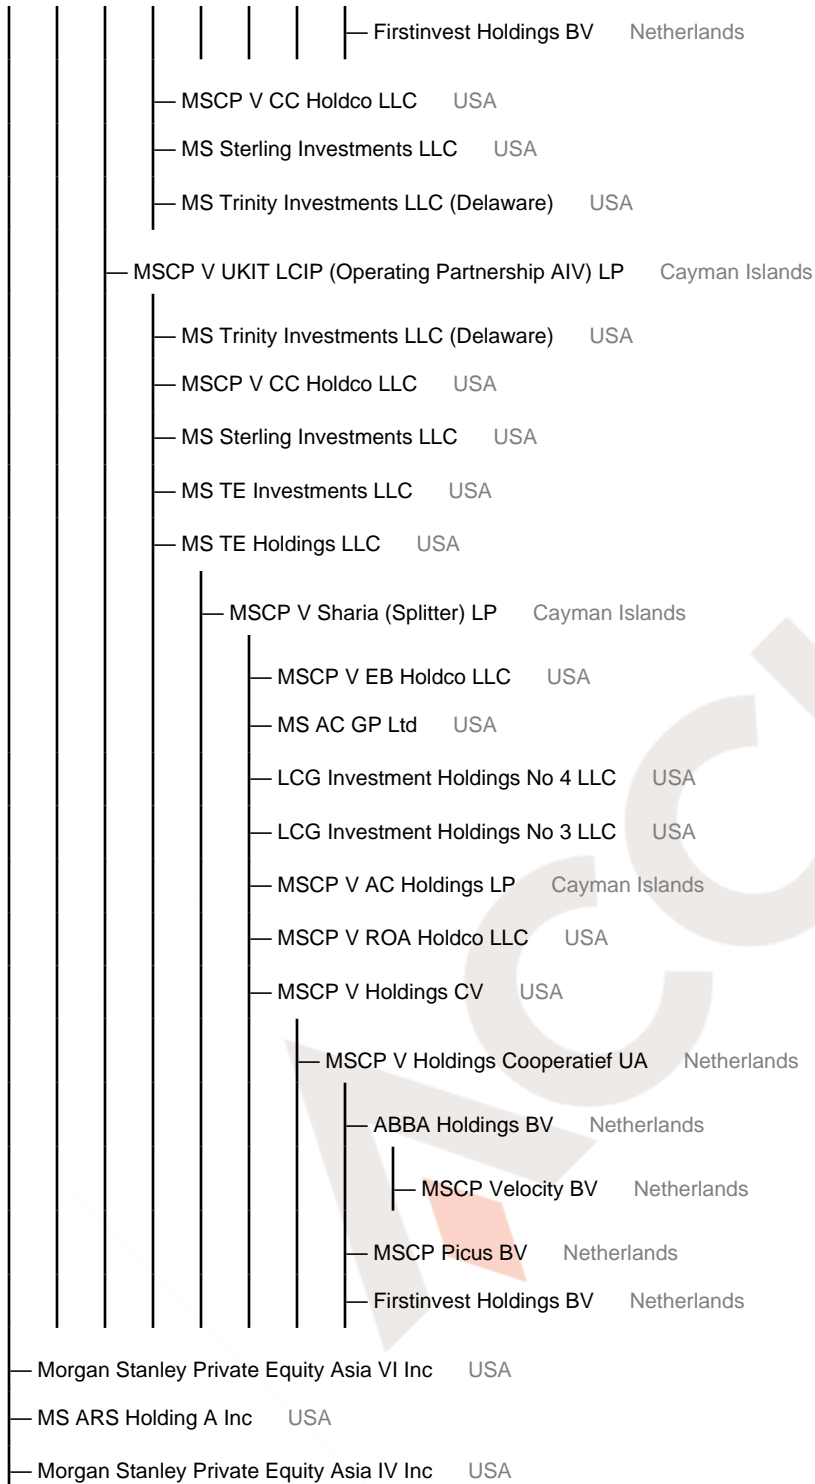 Firstinvest Holdings BV Netherlands
MSCP V CC Holdco LLC USA
MS Sterling Investments LLC USA
MS Trinity Investments LLC (Delaware) USA
MSCP V UKIT LCIP (Operating Partnership AIV) LP Cayman Islands
MS Trinity Investments LLC (Delaware) USA
MSCP V CC Holdco LLC USA
MS Sterling Investments LLC USA
MS TE Investments LLC USA
MS TE Holdings LLC USA
MSCP V Sharia (Splitter) LP Cayman Islands
MSCP V EB Holdco LLC USA
MS AC GP Ltd USA
LCG Investment Holdings No 4 LLC USA
LCG Investment Holdings No 3 LLC USA
MSCP V AC Holdings LP Cayman Islands
MSCP V ROA Holdco LLC USA
MSCP V Holdings CV USA
MSCP V Holdings Cooperatief UA Netherlands
ABBA Holdings BV Netherlands
MSCP Velocity BV Netherlands
MSCP Picus BV Netherlands
Firstinvest Holdings BV Netherlands
Morgan Stanley Private Equity Asia VI Inc USA
MS ARS Holding A Inc USA
Morgan Stanley Private Equity Asia IV Inc USA